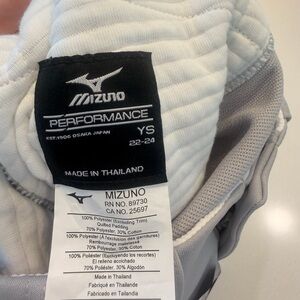 MIZUNO
PERFORMANCE
EST. 1906 OSAKA JAPAN
YS
22-24
MADE IN THAILAND
MIZUNO
RN NO. 89730
CA NO. 25697
100% Polyester (Excluding Trim)
Quilted Padding
70% Polyester, 30% Cotton
100% Polyester (À l'exclusion des garnitures)
Rembourrage matelassé
70% Polyester, 30% Cotton
100% Poliéster (Excluyendo los recortes)
El relleno acolchado
70% Poliéster, 30% Algodón
Made in Thailand
Fabriqué en Thailande
Fabricado en Tailandia